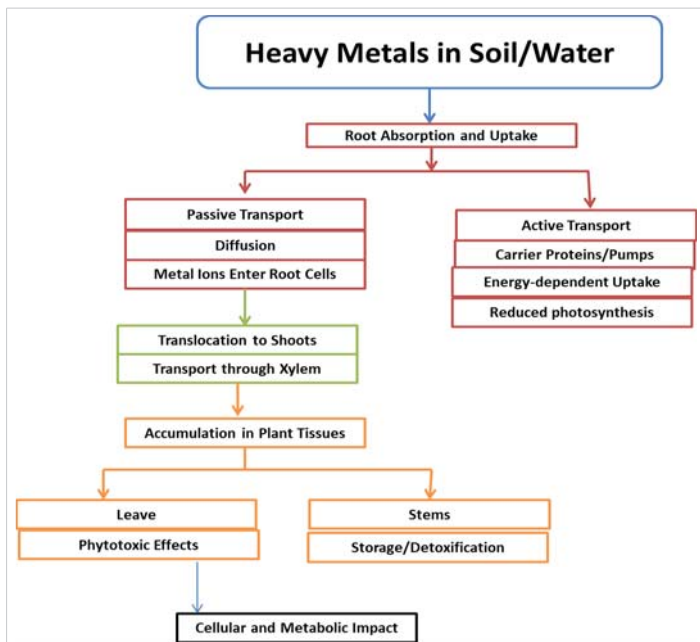 Heavy Metals in Soil/Water
Root Absorption and Uptake
Passive Transport
Diffusion
Metal Ions Enter Root Cells
Active Transport
Carrier Proteins/Pumps
Energy-dependent Uptake
Reduced photosynthesis
Translocation to Shoots
Transport through Xylem
Accumulation in Plant Tissues
Leave
Phytotoxic Effects
Stems
Storage/Detoxification
Cellular and Metabolic Impact